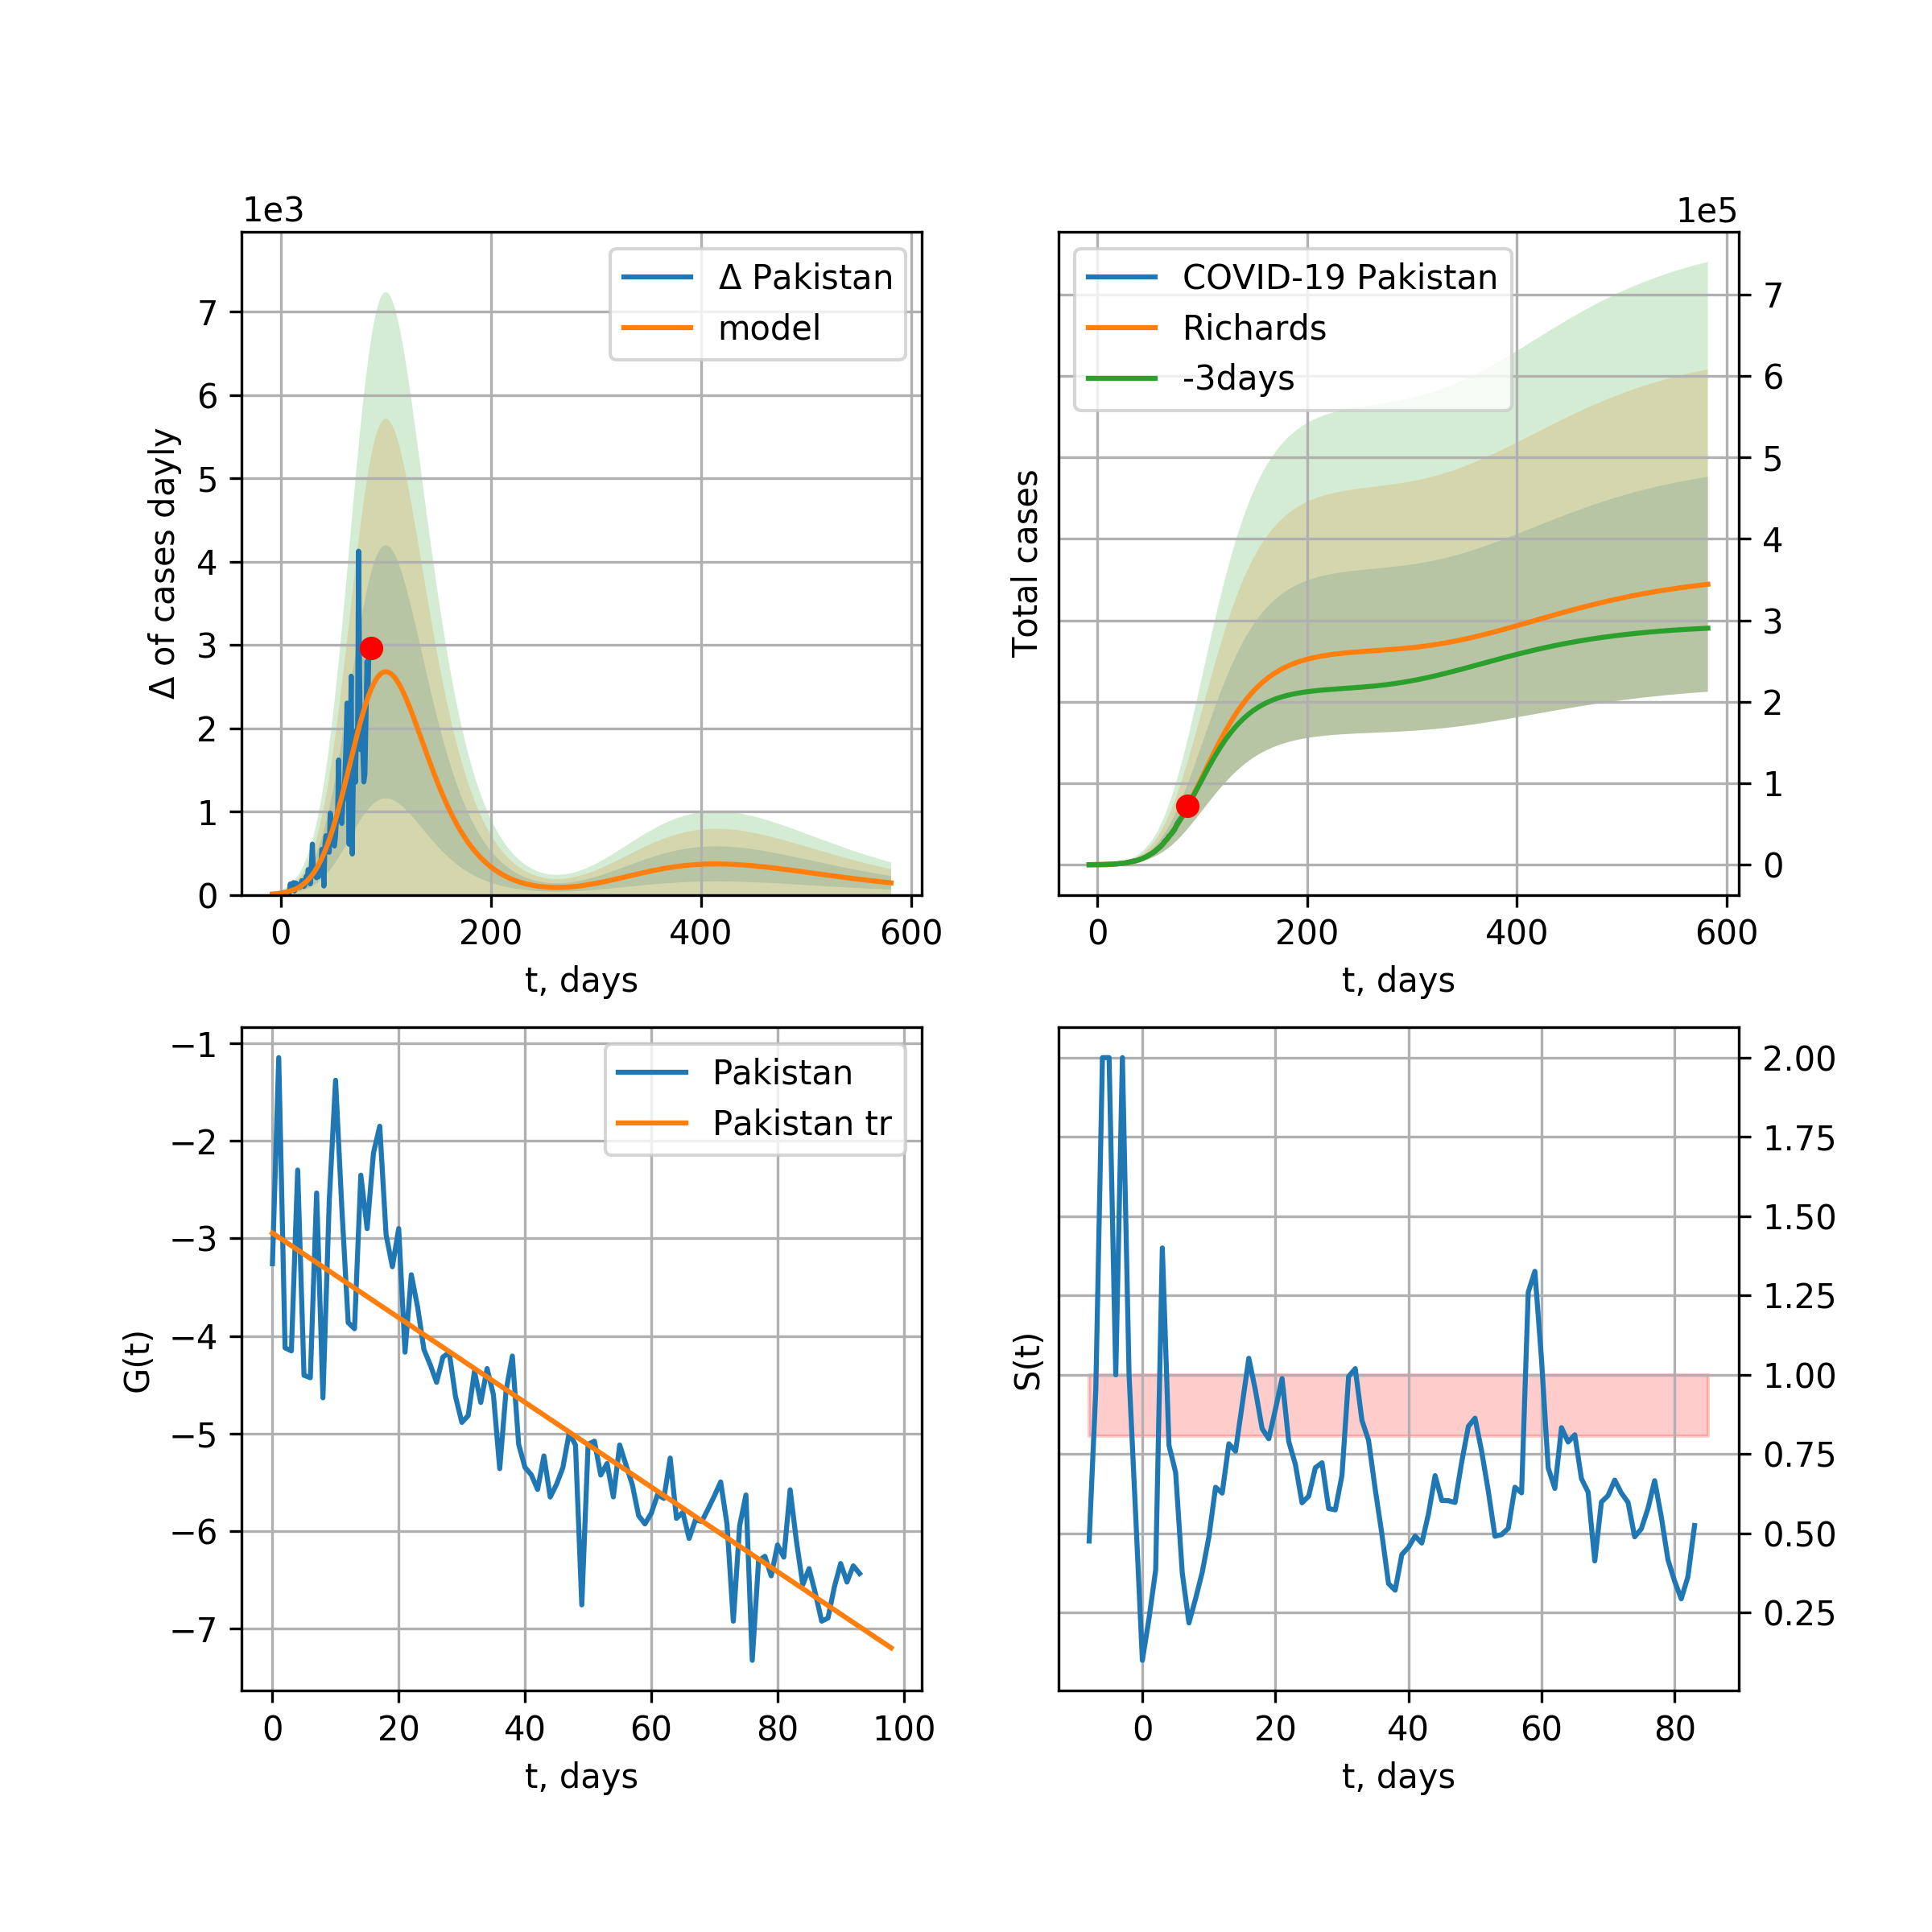 1e3
Δ of cases dayly
7
6
5
4
3
2
1
0
Δ Pakistan
model
0 200 400 600
t, days
1e5
Total cases
COVID-19 Pakistan
Richards
-3days
7
6
5
4
3
2
1
0
0 200 400 600
t, days
G(t)
−1
−2
−3
−4
−5
−6
−7
Pakistan
Pakistan tr
0 20 40 60 80 100
t, days
S(t)
2.00
1.75
1.50
1.25
1.00
0.75
0.50
0.25
0 20 40 60 80
t, days